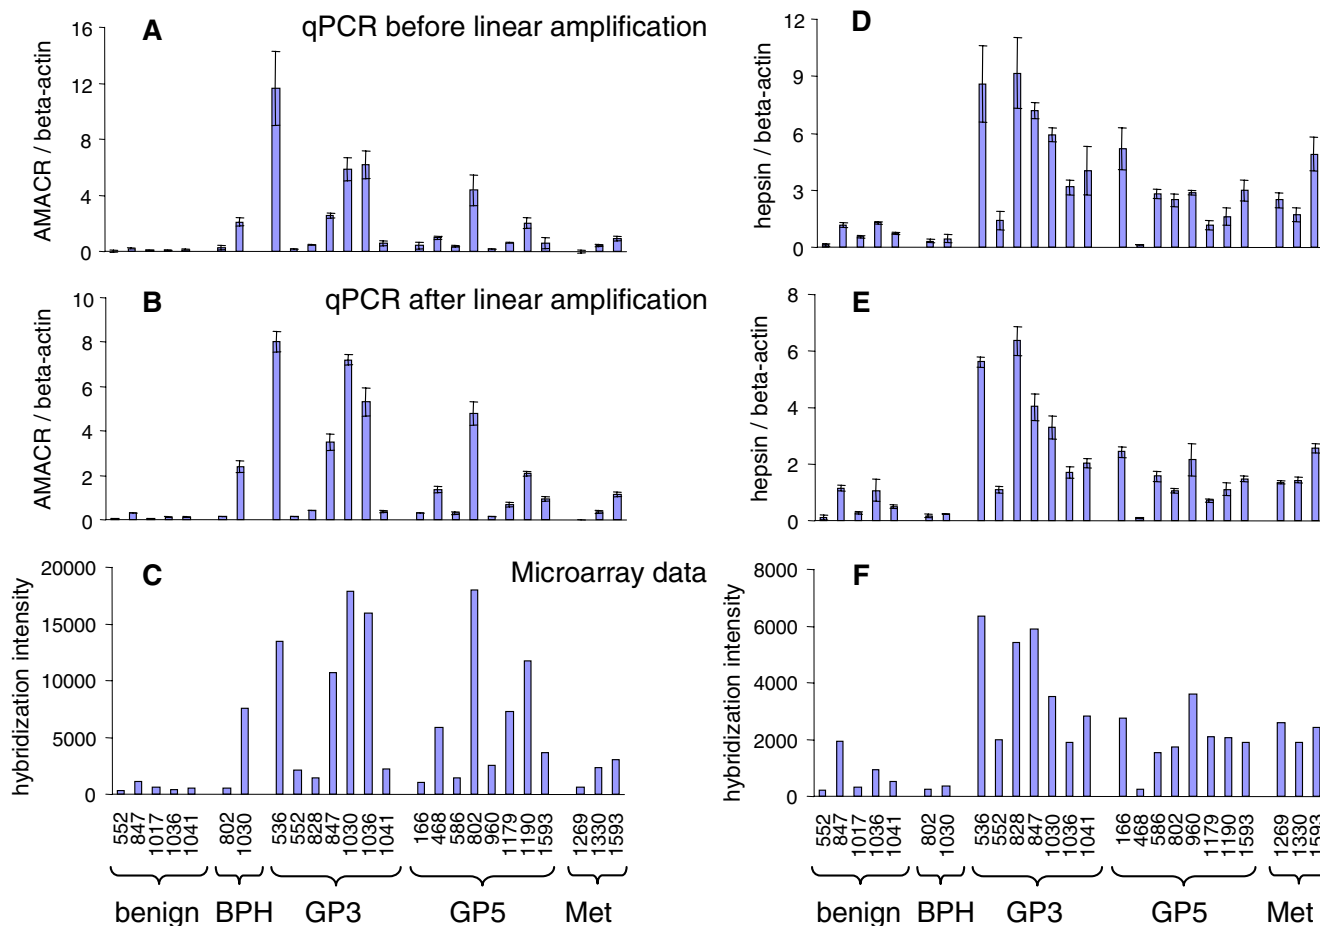 A
qPCR before linear amplification
AMACR / beta-actin
16
12
8
4
0
D
hepsin / beta-actin
12
9
6
3
0
B
qPCR after linear amplification
AMACR / beta-actin
10
8
6
4
2
0
E
hepsin / beta-actin
8
6
4
2
0
C
Microarray data
hybridization intensity
20000
15000
10000
5000
0
F
hybridization intensity
8000
6000
4000
2000
0
552 847 1017 1036 1041 802 1030 536 552 828 847 1030 1036 1041 166 468 586 802 960 1179 1190 1593 1269 1330 1593
benign BPH GP3 GP5 Met
552 847 1017 1036 1041 802 1030 536 552 828 847 1030 1036 1041 166 468 586 802 960 1179 1190 1593 1269 1330 1593
benign BPH GP3 GP5 Met